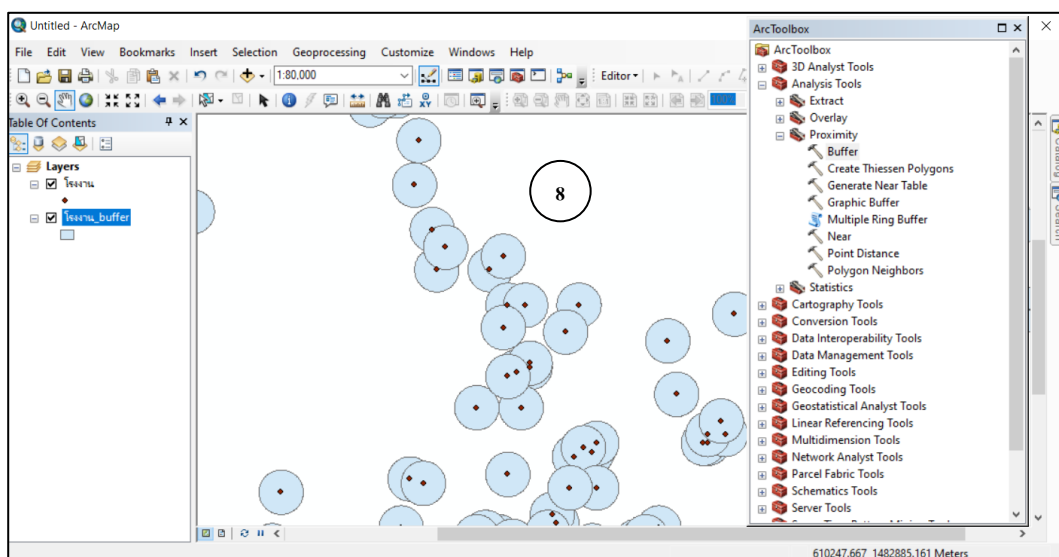 Untitled - ArcMap
File Edit View Bookmarks Insert Selection Geoprocessing Customize Windows Help
1:80,000
Editor
Table Of Contents
Layers
โรงงาน
โรงงาน_buffer
8
ArcToolbox
ArcToolbox
3D Analyst Tools
Analysis Tools
Extract
Overlay
Proximity
Buffer
Create Thiessen Polygons
Generate Near Table
Graphic Buffer
Multiple Ring Buffer
Near
Point Distance
Polygon Neighbors
Statistics
Cartography Tools
Conversion Tools
Data Interoperability Tools
Data Management Tools
Editing Tools
Geocoding Tools
Geostatistical Analyst Tools
Linear Referencing Tools
Multidimension Tools
Network Analyst Tools
Parcel Fabric Tools
Schematics Tools
Server Tools
610247.667 1482885.161 Meters